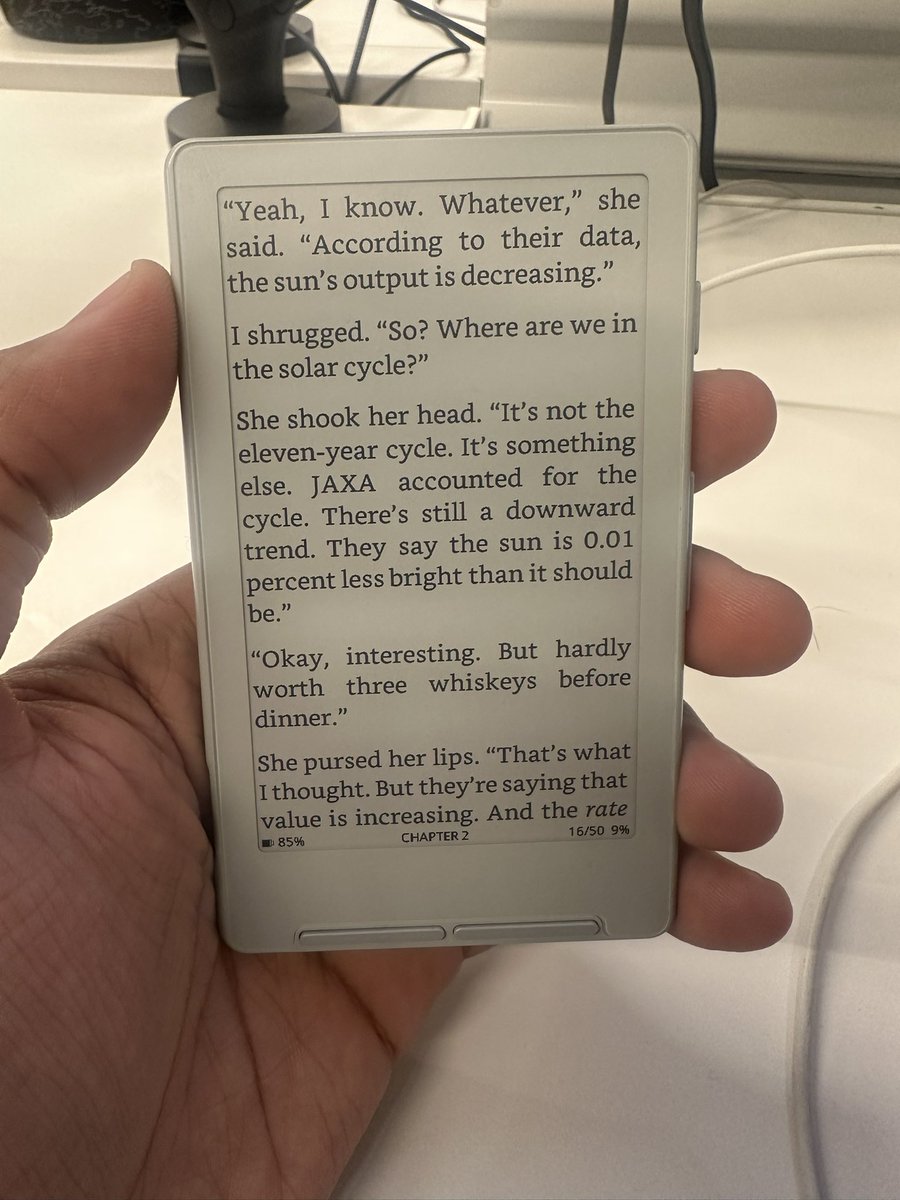 “Yeah, I know. Whatever,” she
said. “According to their data,
the sun’s output is decreasing.”
I shrugged. “So? Where are we in
the solar cycle?”
She shook her head. “It’s not the
eleven-year cycle. It’s something
else. JAXA accounted for the
cycle. There’s still a downward
trend. They say the sun is 0.01
percent less bright than it should
be.”
“Okay, interesting. But hardly
worth three whiskeys before
dinner.”
She pursed her lips. “That’s what
I thought. But they’re saying that
value is increasing. And the rate
85% CHAPTER 2 16/50 9%